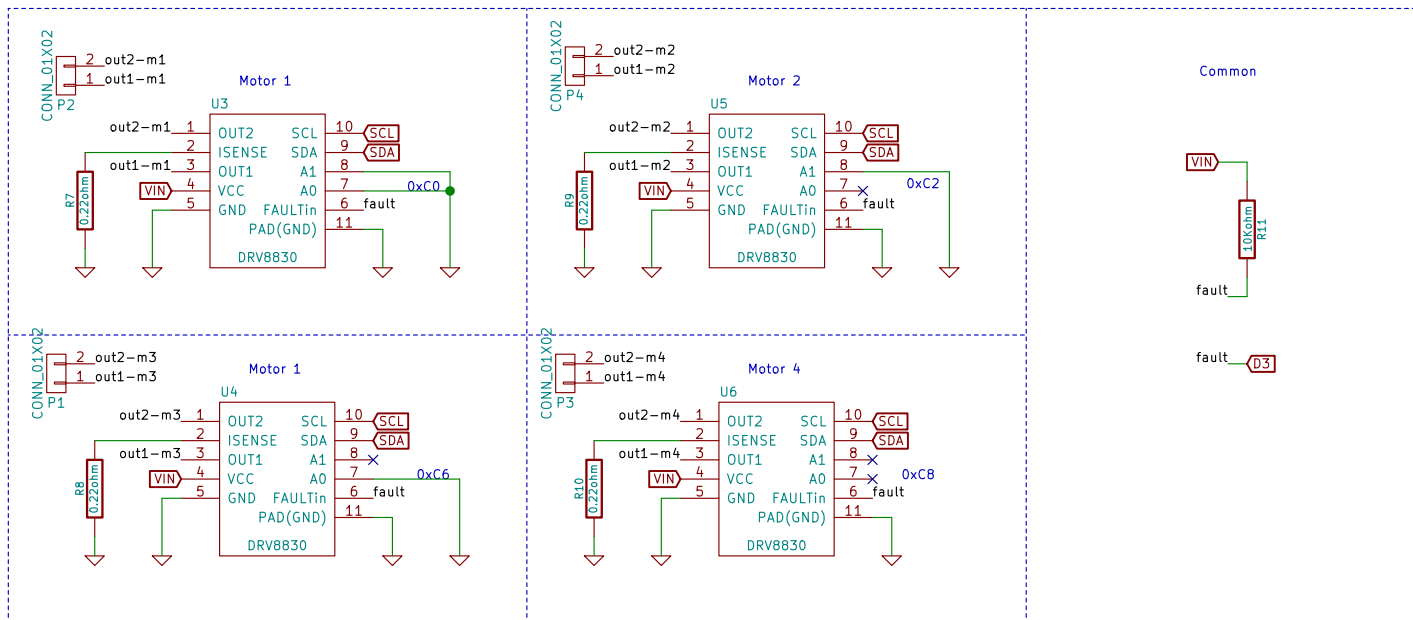 CONN_01X02
2 out2-m1
1 out1-m1
P2
Motor 1
U3
out2-m1 1 OUT2 SCL 10 SCL
2 ISENSE SDA 9 SDA
out1-m1 3 OUT1 A1 8
VIN 4 VCC A0 7 0xC0
5 GND FAULTin 6 fault
PAD(GND) 11
DRV8830
R7
0.22ohm
CONN_01X02
2 out2-m2
1 out1-m2
P4
Motor 2
U5
out2-m2 1 OUT2 SCL 10 SCL
2 ISENSE SDA 9 SDA
out1-m2 3 OUT1 A1 8
VIN 4 VCC A0 7 0xC2
5 GND FAULTin 6 fault
PAD(GND) 11
DRV8830
R9
0.22ohm
Common
VIN
10Kohm
R11
fault
fault D3
CONN_01X02
2 out2-m3
1 out1-m3
P1
Motor 1
U4
out2-m3 1 OUT2 SCL 10 SCL
2 ISENSE SDA 9 SDA
out1-m3 3 OUT1 A1 8
VIN 4 VCC A0 7 0xC6
5 GND FAULTin 6 fault
PAD(GND) 11
DRV8830
R8
0.22ohm
CONN_01X02
2 out2-m4
1 out1-m4
P3
Motor 4
U6
out2-m4 1 OUT2 SCL 10 SCL
2 ISENSE SDA 9 SDA
out1-m4 3 OUT1 A1 8
VIN 4 VCC A0 7 0xC8
5 GND FAULTin 6 fault
PAD(GND) 11
DRV8830
R10
0.22ohm